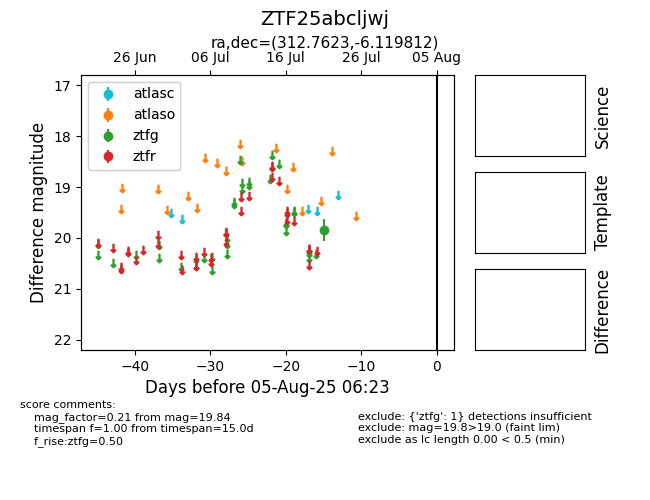 ZTF25abcljwj
ra,dec=(312.7623,-6.119812)
26 Jun 06 Jul 16 Jul 26 Jul 05 Aug
atlasc
atlaso
ztfg
ztfr
17
18
19
20
21
22
Difference magnitude
−40 −30 −20 −10 0
Days before 05-Aug-25 06:23
Science
Template
Difference
score comments:
mag_factor=0.21 from mag=19.84
timespan f=1.00 from timespan=15.0d
f_rise:ztfg=0.50
exclude: {'ztfg': 1} detections insufficient
exclude: mag=19.8>19.0 (faint lim)
exclude as lc length 0.00 < 0.5 (min)